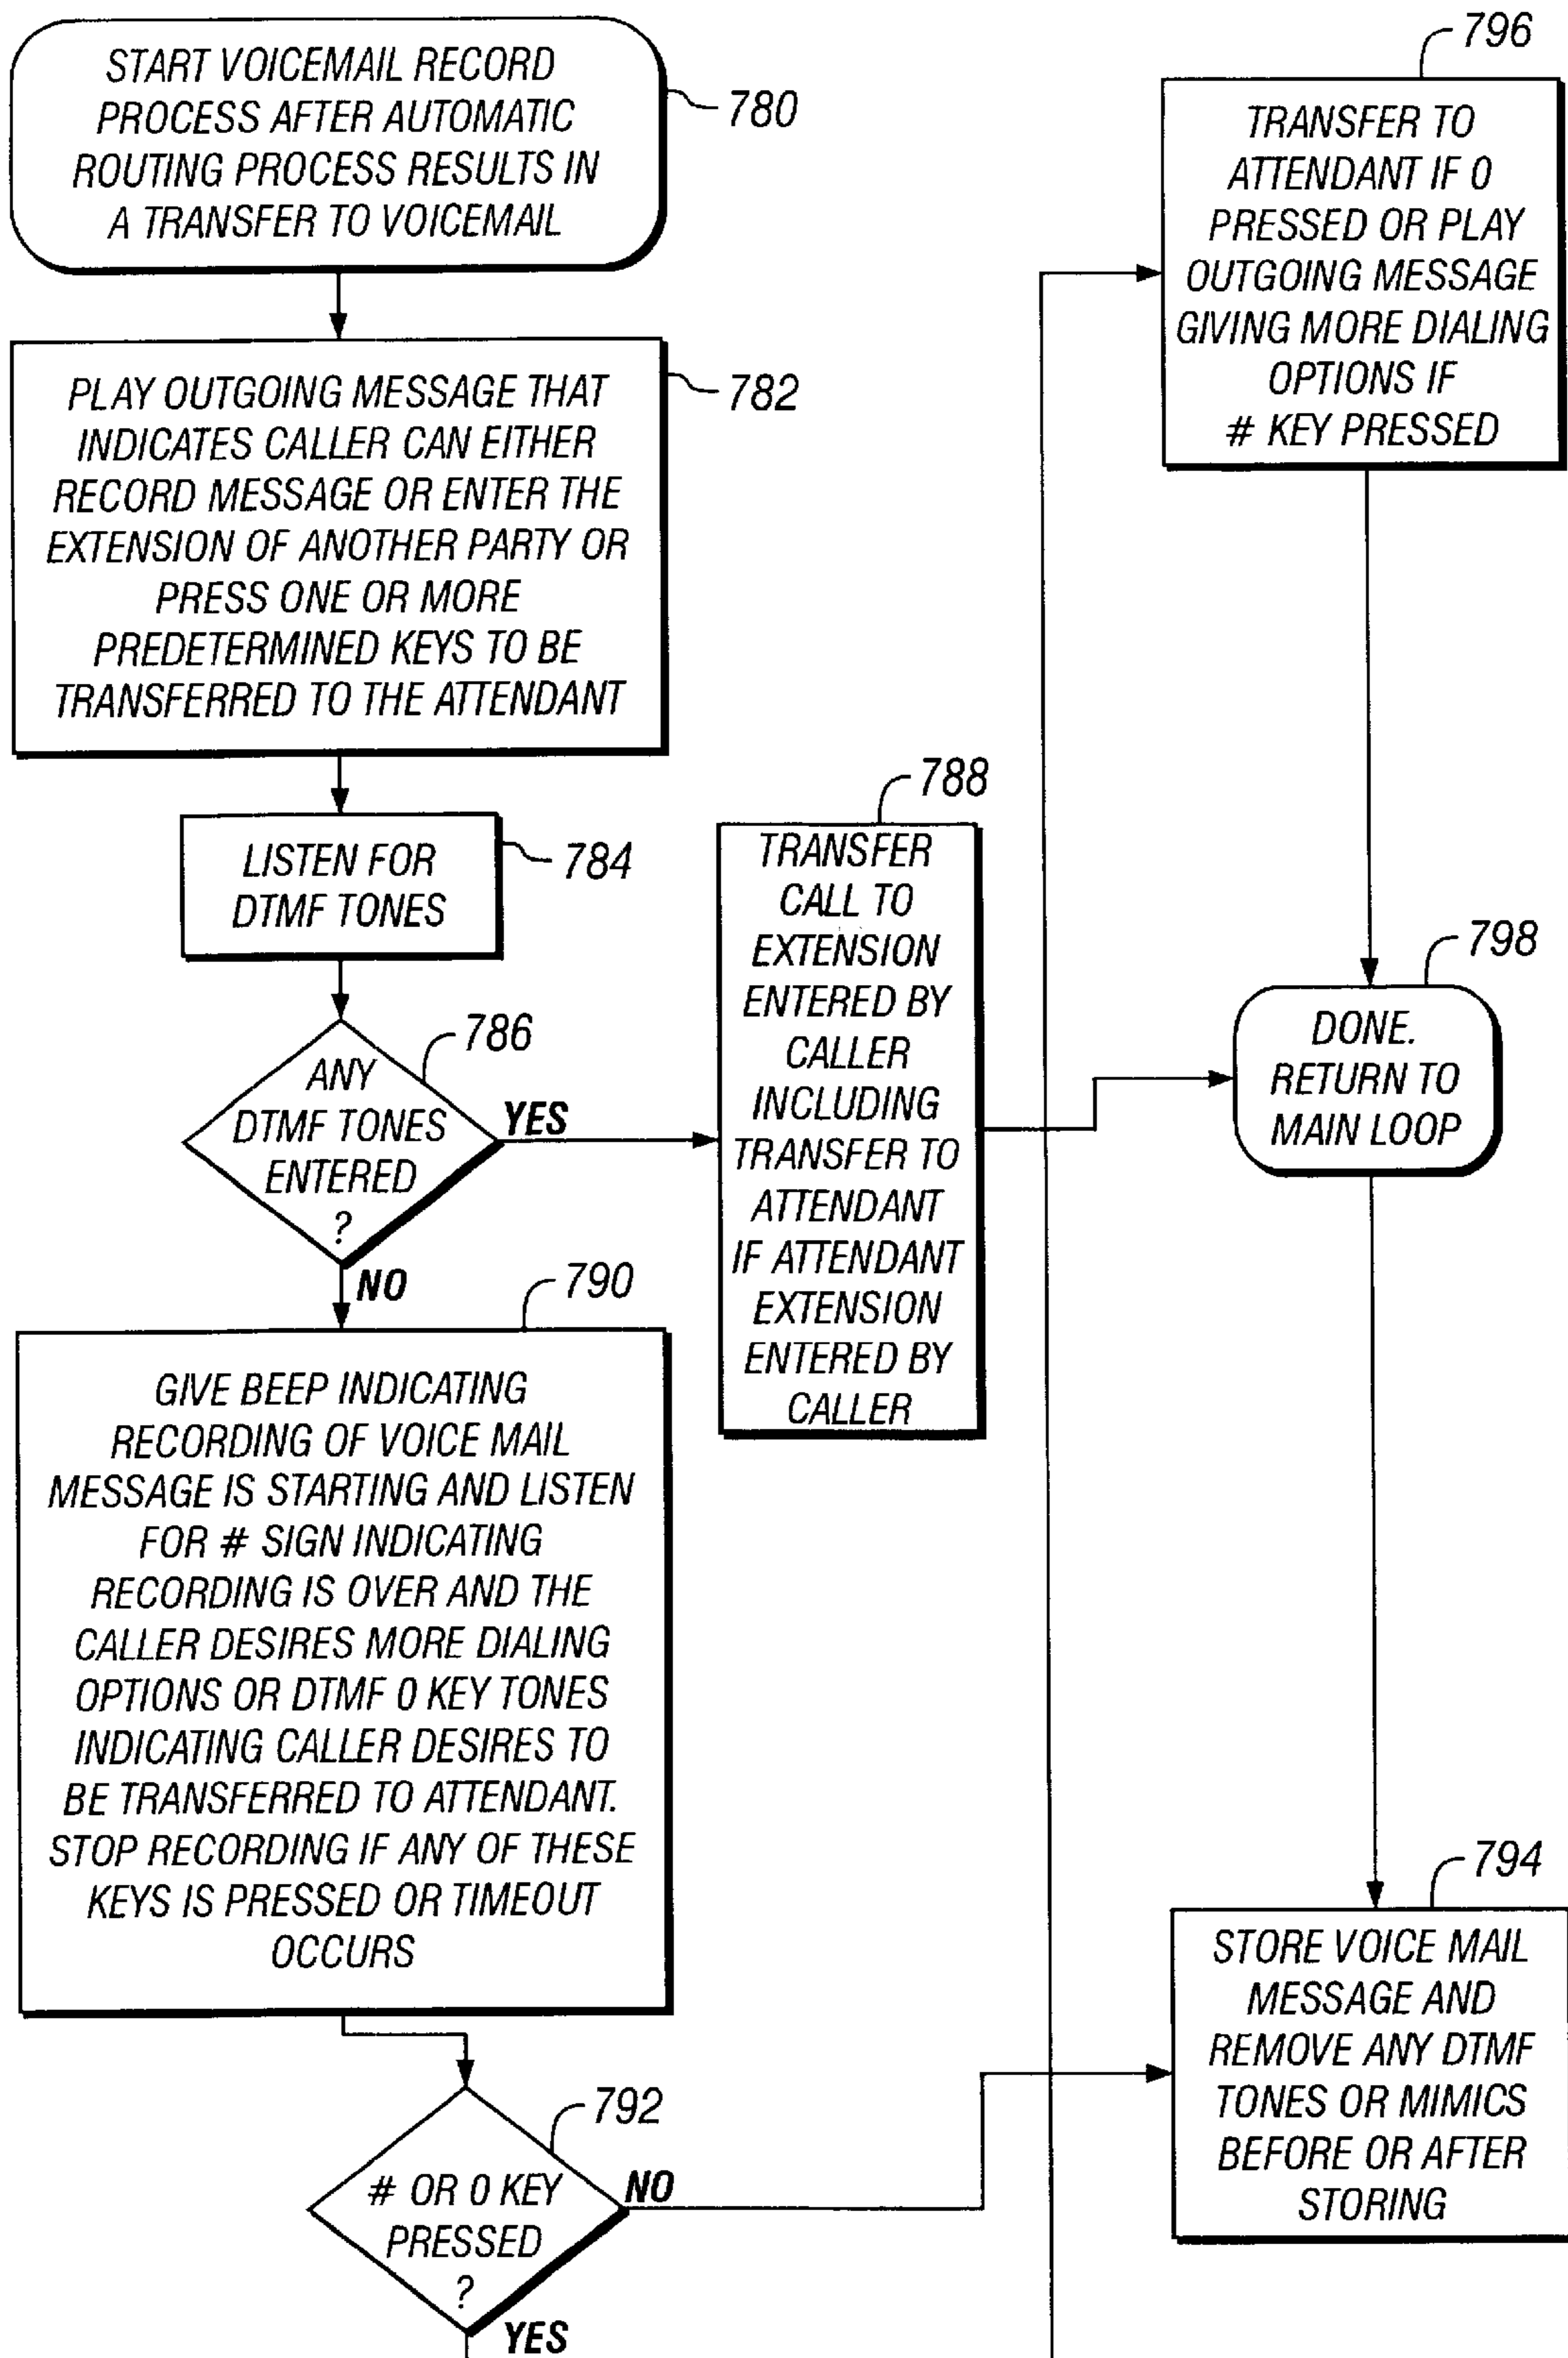 START VOICEMAIL RECORD
PROCESS AFTER AUTOMATIC
ROUTING PROCESS RESULTS IN
A TRANSFER TO VOICEMAIL
780
PLAY OUTGOING MESSAGE THAT
INDICATES CALLER CAN EITHER
RECORD MESSAGE OR ENTER THE
EXTENSION OF ANOTHER PARTY OR
PRESS ONE OR MORE
PREDETERMINED KEYS TO BE
TRANSFERRED TO THE ATTENDANT
782
LISTEN FOR
DTMF TONES
784
ANY
DTMF TONES
ENTERED
?
786
YES
NO
TRANSFER
CALL TO
EXTENSION
ENTERED BY
CALLER
INCLUDING
TRANSFER TO
ATTENDANT
IF ATTENDANT
EXTENSION
ENTERED BY
CALLER
788
GIVE BEEP INDICATING
RECORDING OF VOICE MAIL
MESSAGE IS STARTING AND LISTEN
FOR # SIGN INDICATING
RECORDING IS OVER AND THE
CALLER DESIRES MORE DIALING
OPTIONS OR DTMF 0 KEY TONES
INDICATING CALLER DESIRES TO
BE TRANSFERRED TO ATTENDANT.
STOP RECORDING IF ANY OF THESE
KEYS IS PRESSED OR TIMEOUT
OCCURS
790
# OR 0 KEY
PRESSED
?
792
NO
YES
796
TRANSFER TO
ATTENDANT IF 0
PRESSED OR PLAY
OUTGOING MESSAGE
GIVING MORE DIALING
OPTIONS IF
# KEY PRESSED
798
DONE.
RETURN TO
MAIN LOOP
794
STORE VOICE MAIL
MESSAGE AND
REMOVE ANY DTMF
TONES OR MIMICS
BEFORE OR AFTER
STORING